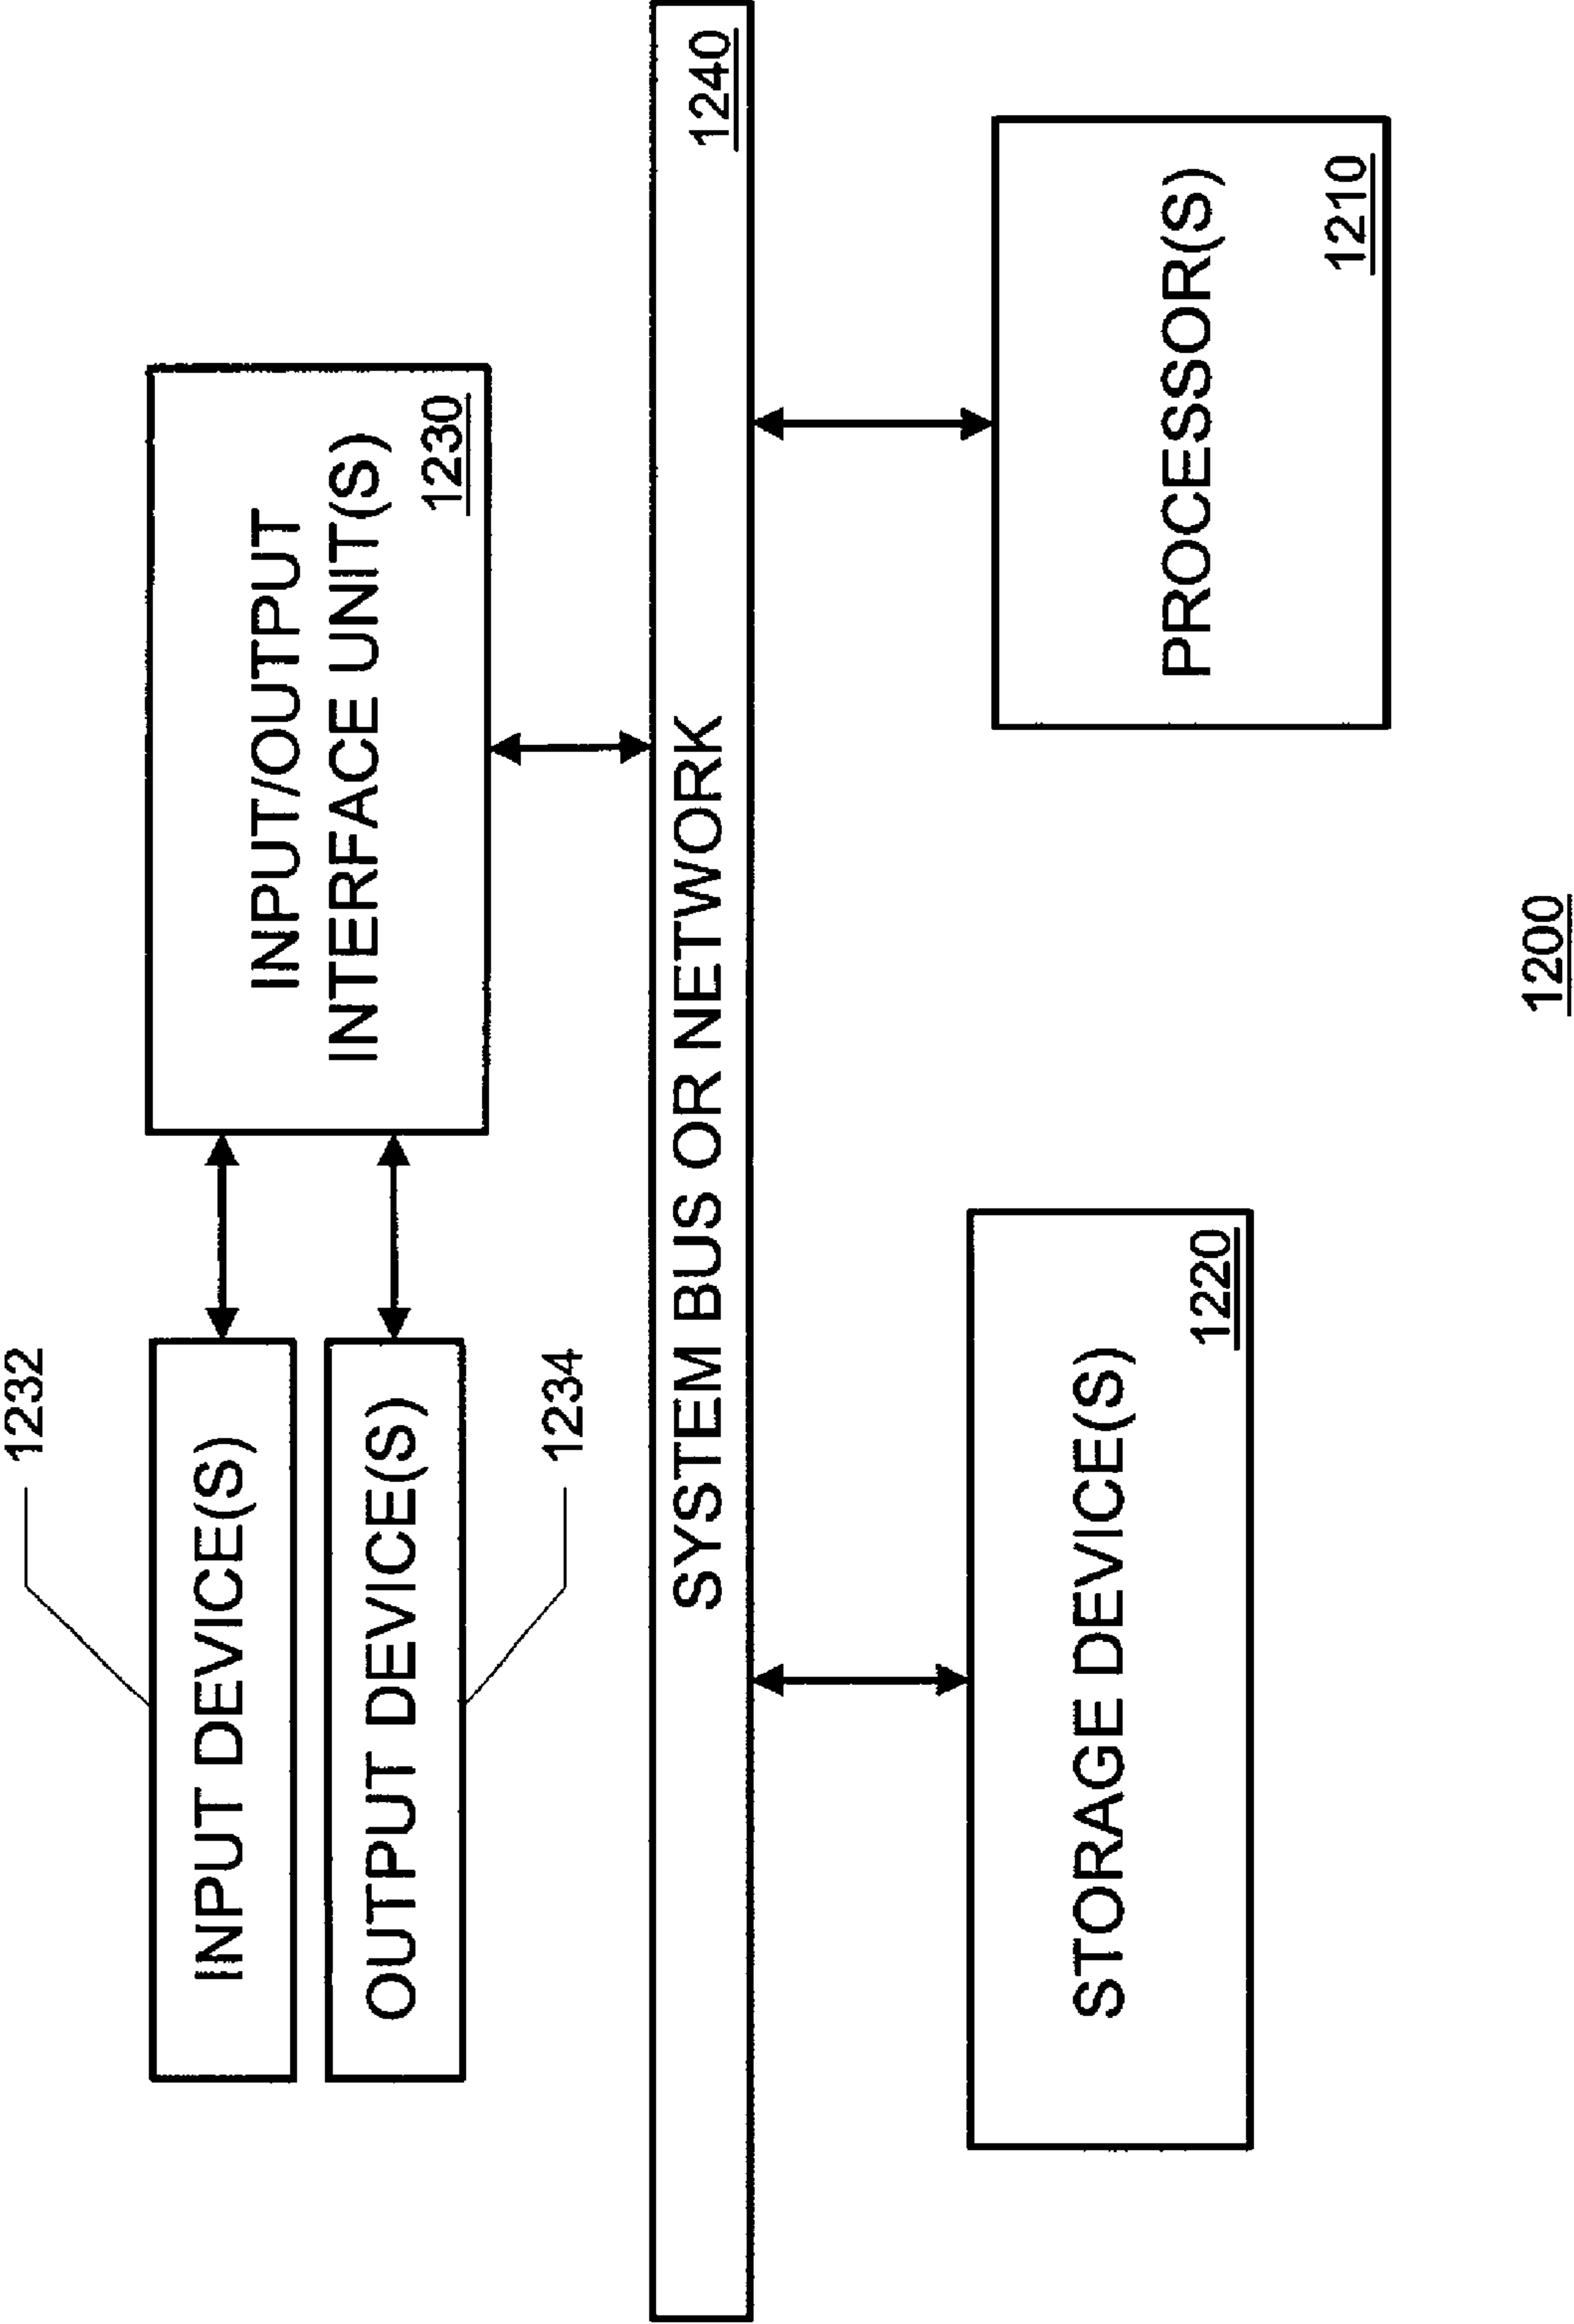 1232
INPUT DEVICE(S)
OUTPUT DEVICE(S)
1234
INPUT/OUTPUT
INTERFACE UNIT(S)
1230
SYSTEM BUS OR NETWORK
1240
STORAGE DEVICE(S)
1220
PROCESSOR(S)
1210
1200